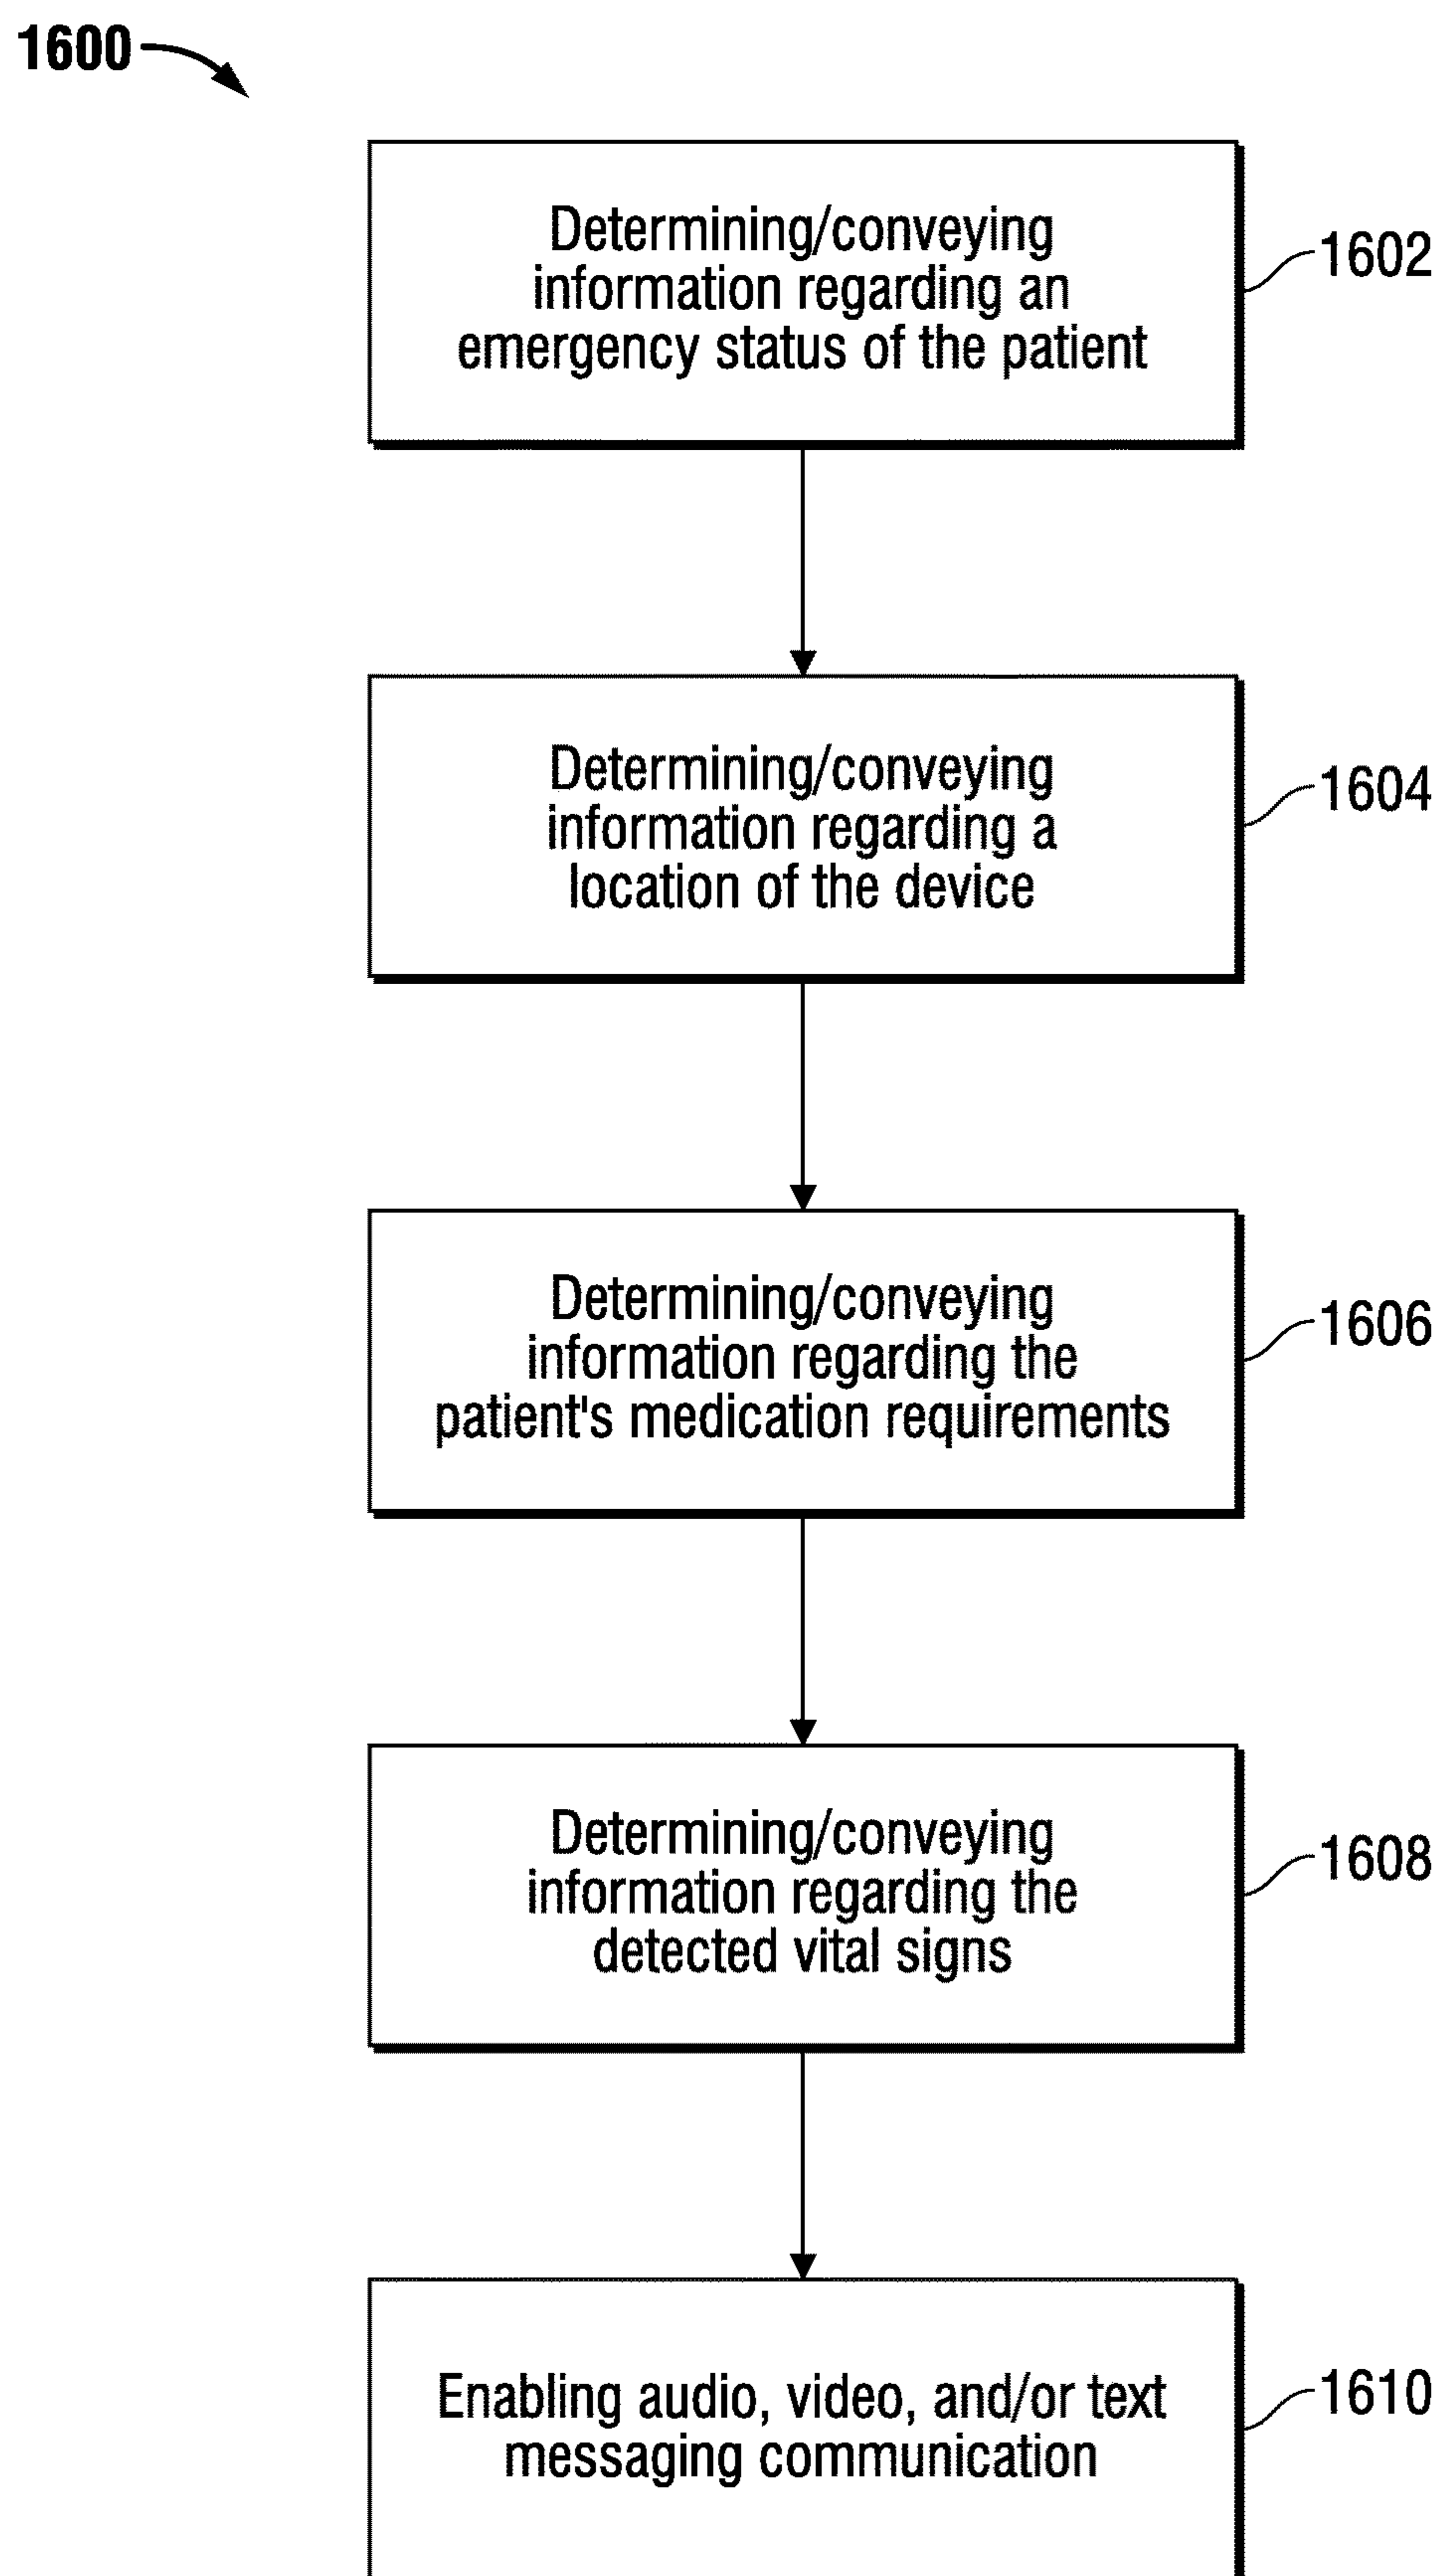 1600
Determining/conveying
information regarding an
emergency status of the patient
1602
Determining/conveying
information regarding a
location of the device
1604
Determining/conveying
information regarding the
patient's medication requirements
1606
Determining/conveying
information regarding the
detected vital signs
1608
Enabling audio, video, and/or text
messaging communication
1610